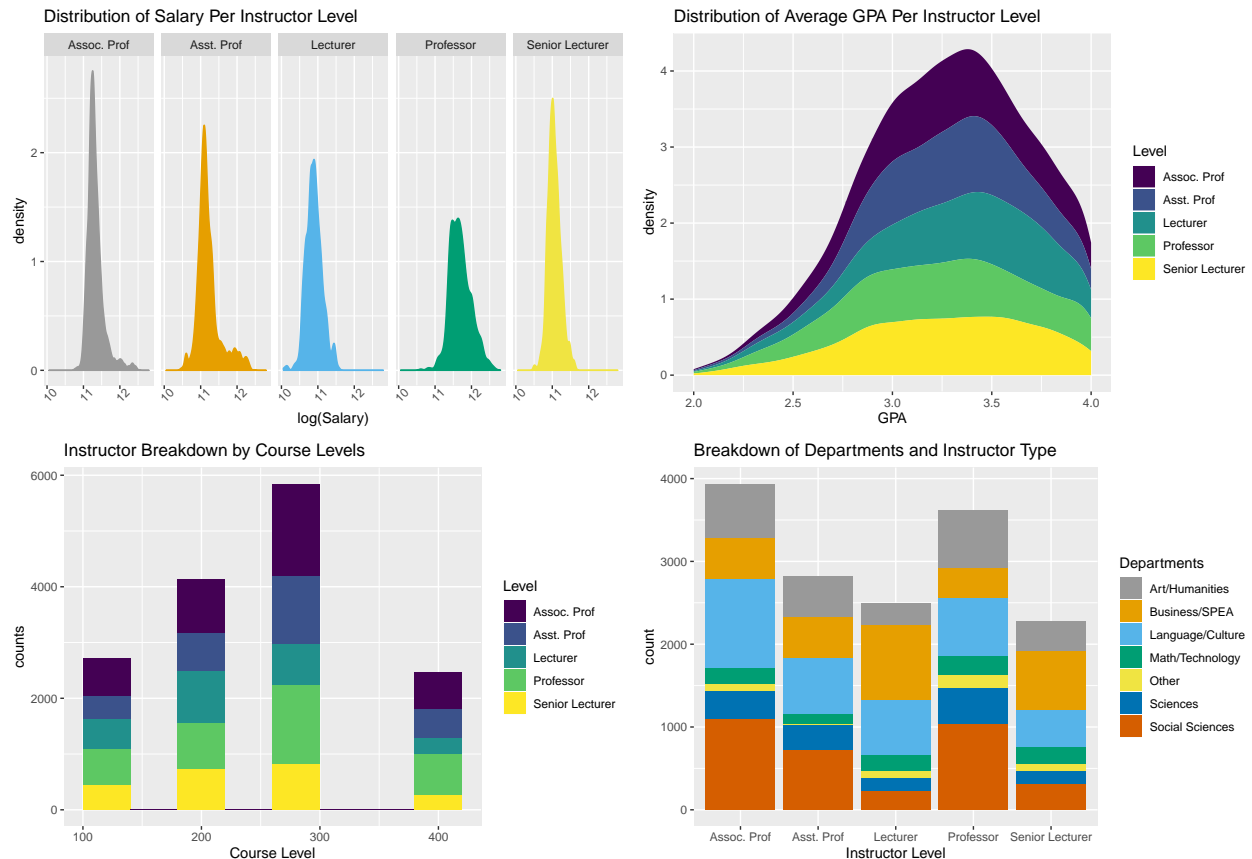 Distribution of Salary Per Instructor Level
Assoc. Prof
Asst. Prof
Lecturer
Professor
Senior Lecturer
density
2
1
0
10
11
12
10
11
12
10
11
12
10
11
12
10
11
12
log(Salary)
Distribution of Average GPA Per Instructor Level
density
4
3
2
1
0
2.0
2.5
3.0
3.5
4.0
GPA
Level
Assoc. Prof
Asst. Prof
Lecturer
Professor
Senior Lecturer
Instructor Breakdown by Course Levels
counts
6000
4000
2000
0
100
200
300
400
Course Level
Level
Assoc. Prof
Asst. Prof
Lecturer
Professor
Senior Lecturer
Breakdown of Departments and Instructor Type
count
4000
3000
2000
1000
0
Assoc. Prof
Asst. Prof
Lecturer
Professor
Senior Lecturer
Instructor Level
Departments
Art/Humanities
Business/SPEA
Language/Culture
Math/Technology
Other
Sciences
Social Sciences